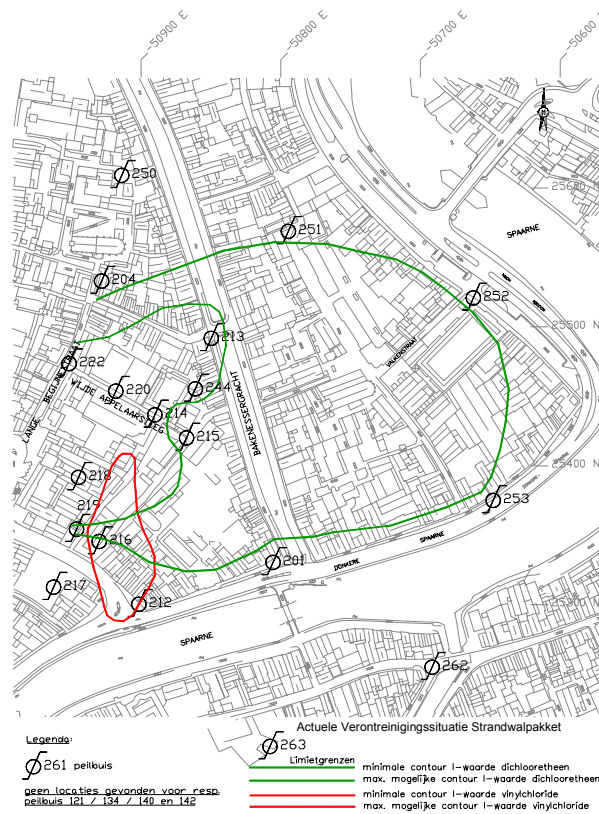 -50900 E
-50800 E
-50700 E
-50600 E
250
25600 N
251
SPAARNE
204
252
25500 N
213
VALKENSTRAAT
222
LANGE BEGIJNESTRAAT
220
244
WIJDE APPELAARSTEEG
214
BAKENESSERGRACHT
215
25400 N
218
253
219
216
DONKERE SPAARNE
201
217
212
25300 N
SPAARNE
262
Actuele Verontreinigingssituatie Strandwalpakket
Legenda:
263
Limietgrenzen
261 peilbuis
minimale contour I-waarde dichlooretheen
max. mogelijke contour I-waarde dichlooretheen
geen locaties gevonden voor resp.
minimale contour I-waarde vinylchloride
peilbuis 121 / 134 / 140 en 142
max. mogelijke contour I-waarde vinylchloride